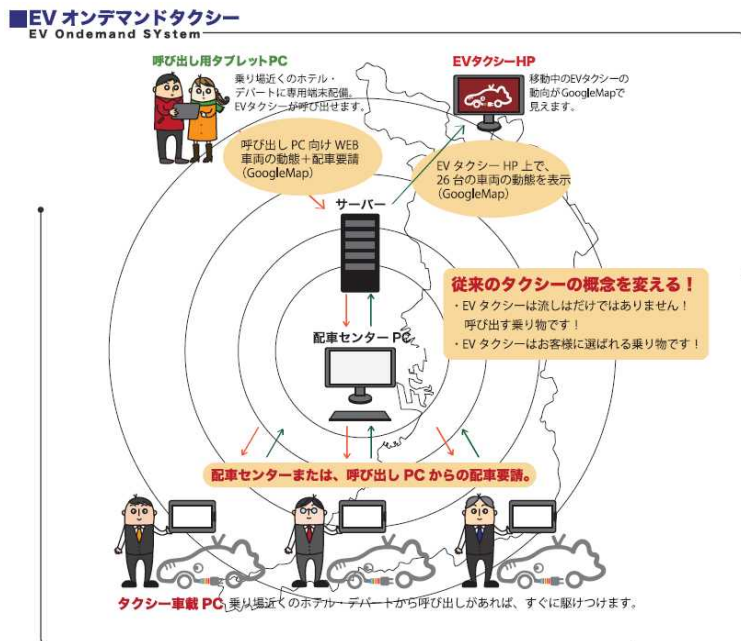 EV オンデマンドタクシー
EV Ondemand SYstem
呼び出し用タブレットPC
乗り場近くのホテル・
デパートに専用端末配備。
EVタクシーが呼び出せます。
EVタクシーHP
移動中のEVタクシーの
動向がGoogleMapで
見えます。
呼び出し PC 向け WEB
車両の動態＋配車要請
（GoogleMap）
EV タクシー HP 上で、
26 台の車両の動態を表示
（GoogleMap）
サーバー
従来のタクシーの概念を変える！
・EV タクシーは流しはだけではありません！
呼び出す乗り物です！
・EV タクシーはお客様に選ばれる乗り物です！
配車センター PC
配車センターまたは、呼び出し PC からの配車要請。
タクシー車載 PC 乗り場近くのホテル・デパートから呼び出しがあれば、すぐに駆けつけます。